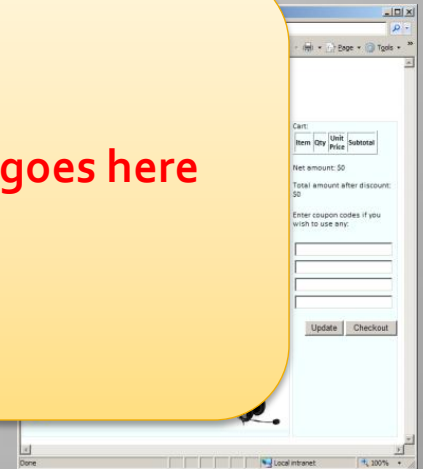 Page
Tools
goes here
Cart:
Item Qty Unit Price Subtotal
Net amount: $0
Total amount after discount:
$0
Enter coupon codes if you
wish to use any:
Update Checkout
Done
Local intranet
100%